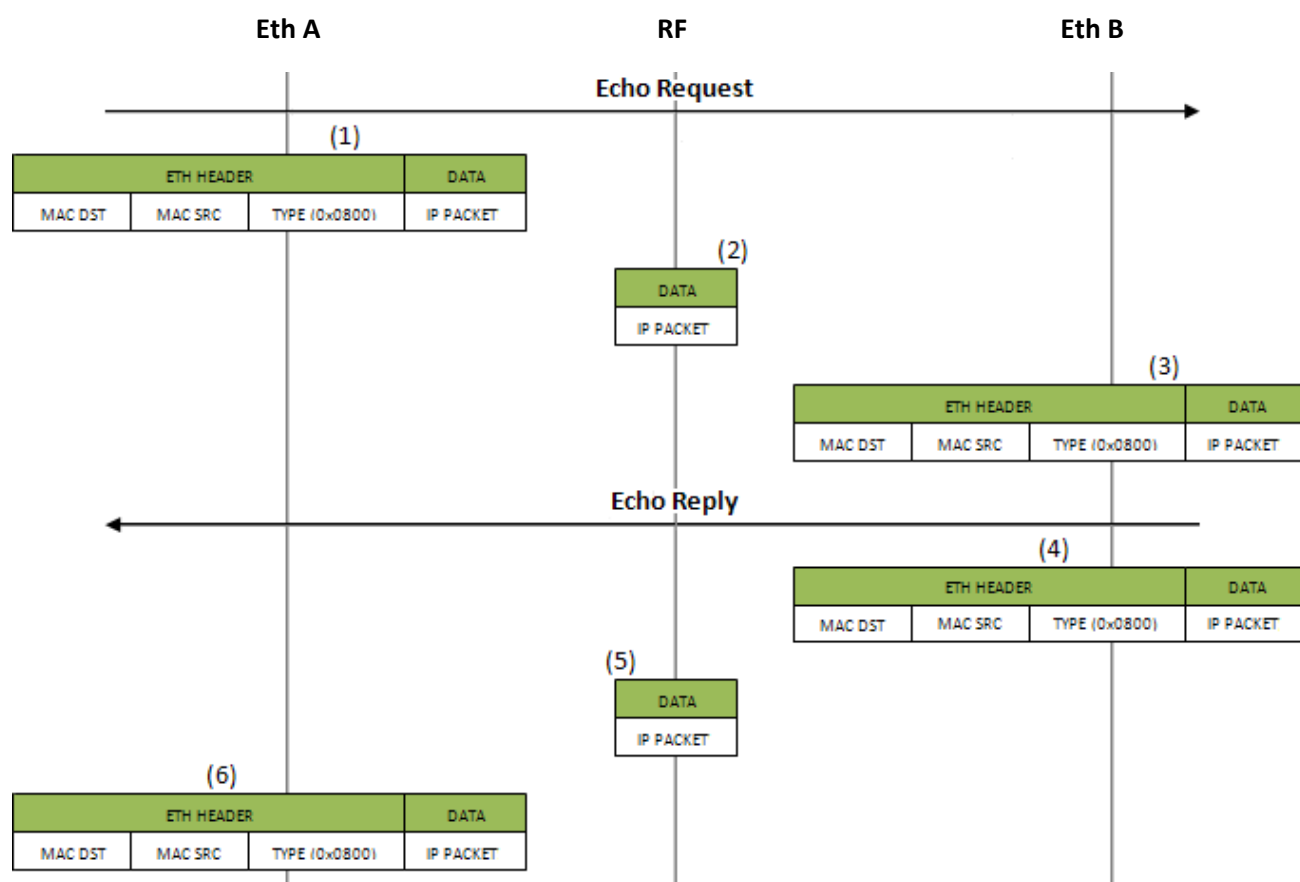 Eth A RF Eth B
Echo Request
(1)
ETH HEADER DATA
MAC DST MAC SRC TYPE (0x0800) IP PACKET
(2)
DATA
IP PACKET
(3)
ETH HEADER DATA
MAC DST MAC SRC TYPE (0x0800) IP PACKET
Echo Reply
(4)
ETH HEADER DATA
MAC DST MAC SRC TYPE (0x0800) IP PACKET
(5)
DATA
IP PACKET
(6)
ETH HEADER DATA
MAC DST MAC SRC TYPE (0x0800) IP PACKET